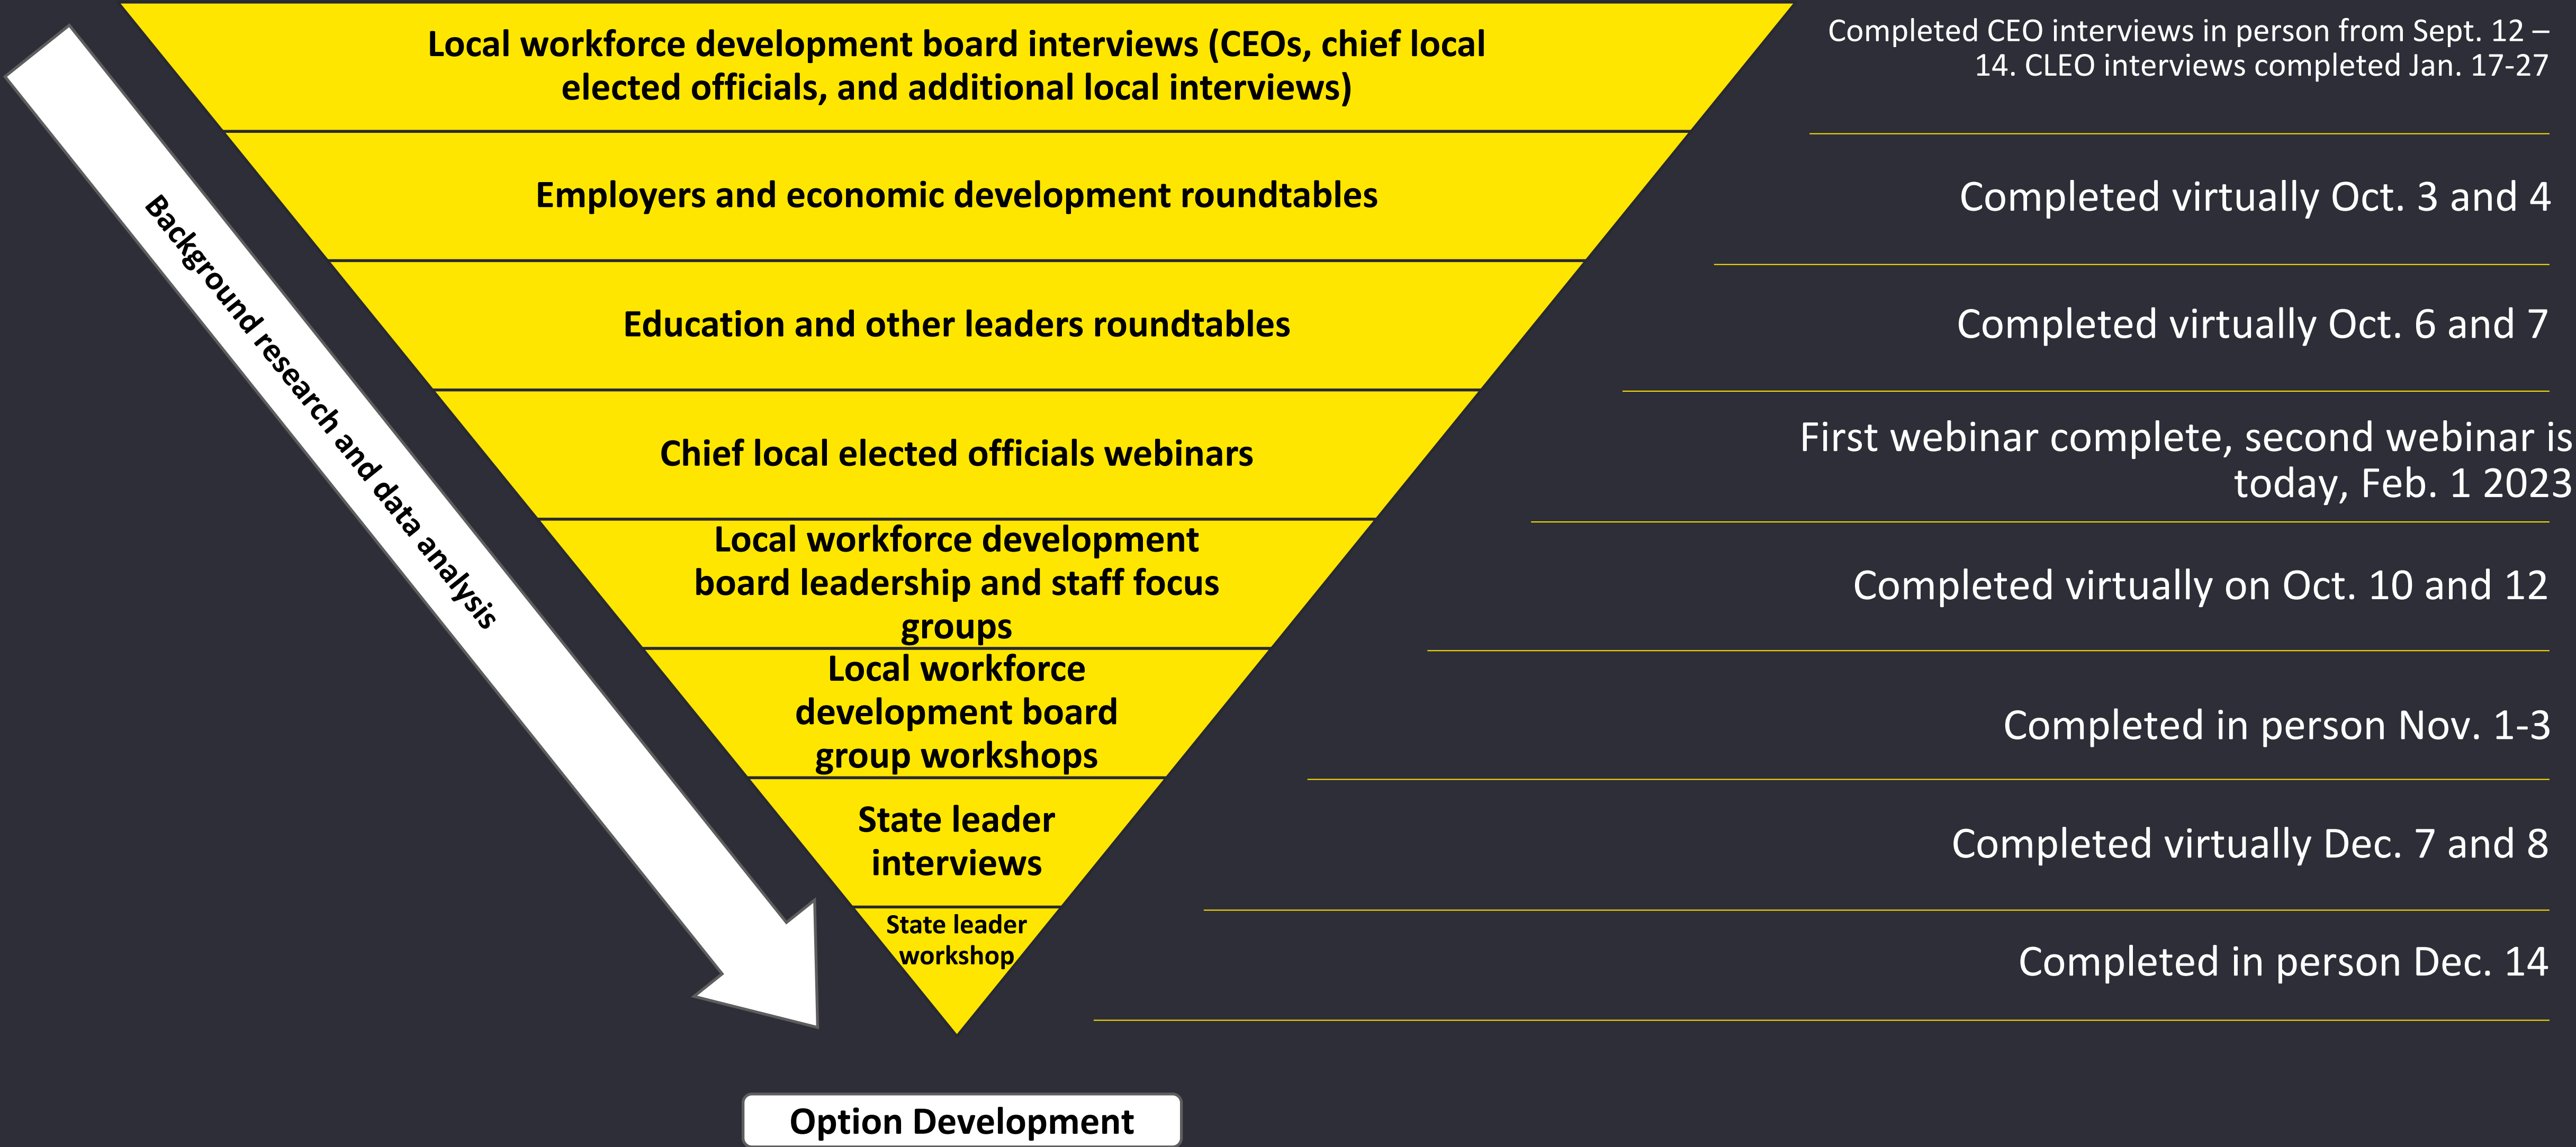 Local workforce development board interviews (CEOs, chief local
elected officials, and additional local interviews)
Completed CEO interviews in person from Sept. 12 –
14. CLEO interviews completed Jan. 17-27
Employers and economic development roundtables
Completed virtually Oct. 3 and 4
Background research and data analysis
Education and other leaders roundtables
Completed virtually Oct. 6 and 7
Chief local elected officials webinars
First webinar complete, second webinar is
today, Feb. 1 2023
Local workforce development
board leadership and staff focus
groups
Completed virtually on Oct. 10 and 12
Local workforce
development board
group workshops
Completed in person Nov. 1-3
State leader
interviews
Completed virtually Dec. 7 and 8
State leader
workshop
Completed in person Dec. 14
Option Development